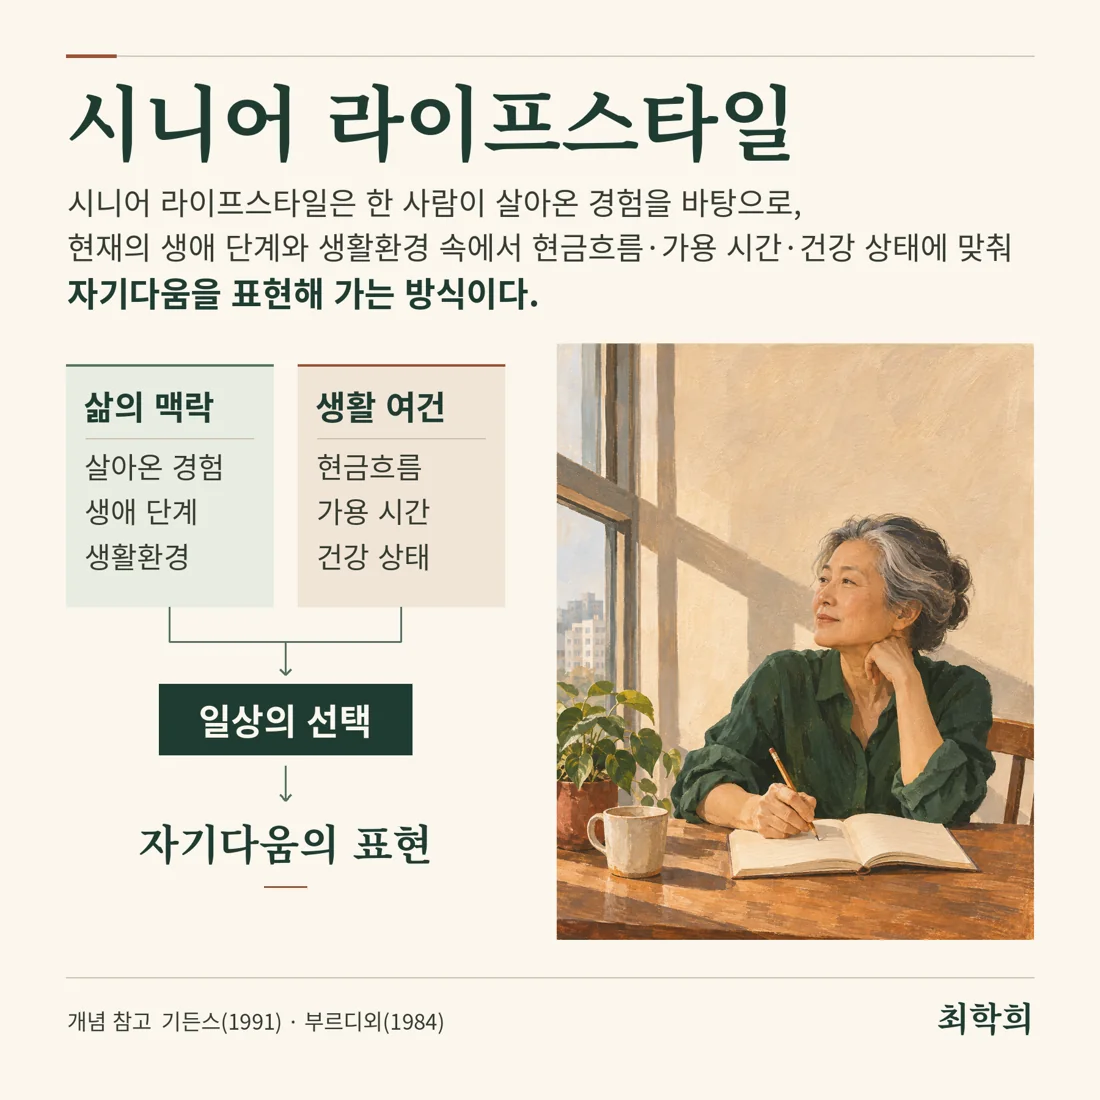 시니어 라이프스타일
시니어 라이프스타일은 한 사람이 살아온 경험을 바탕으로,
현재의 생애 단계와 생활환경 속에서 현금흐름·가용 시간·건강 상태에 맞춰
자기다움을 표현해 가는 방식이다.
삶의 맥락
살아온 경험
생애 단계
생활환경
생활 여건
현금흐름
가용 시간
건강 상태
일상의 선택
자기다움의 표현
개념 참고 기든스(1991) · 부르디외(1984)
최학희